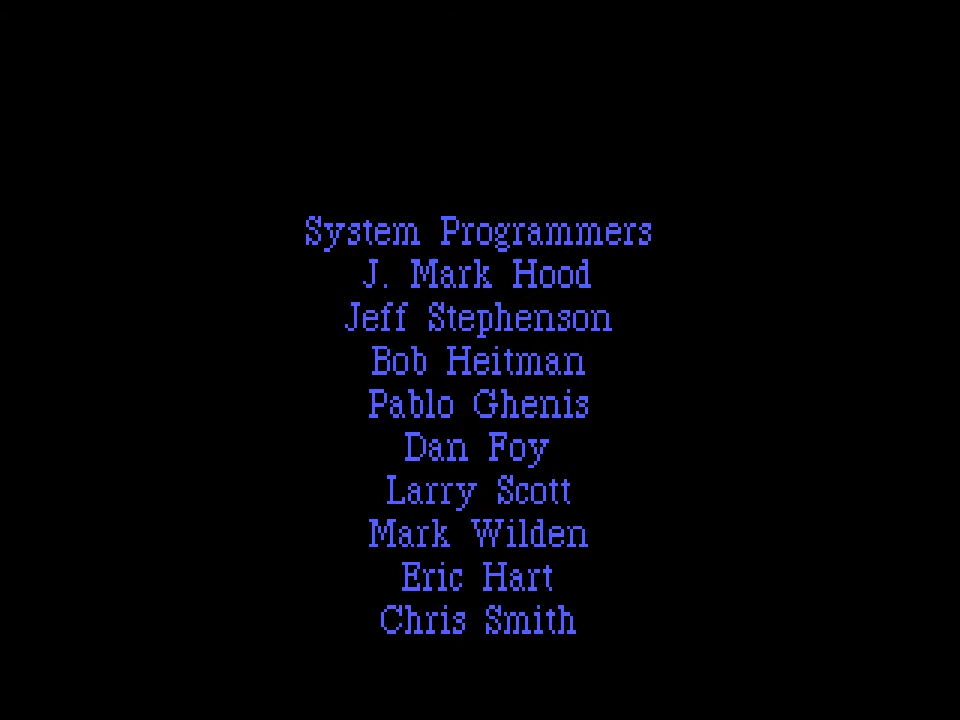 System Programmers
J. Mark Hood
Jeff Stephenson
Bob Heitman
Pablo Ghenis
Dan Foy
Larry Scott
Mark Wilden
Eric Hart
Chris Smith